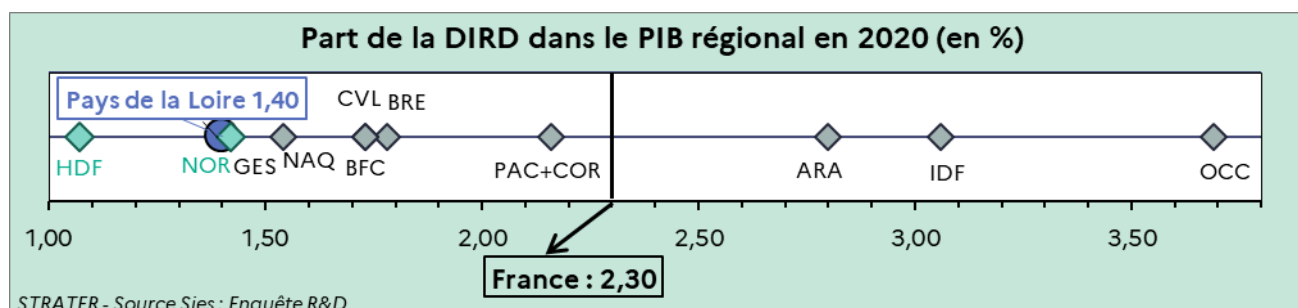 Part de la DIRD dans le PIB régional en 2020 (en %)
Pays de la Loire 1,40
CVL BRE
HDF NOR GES NAQ BFC PAC+COR ARA IDF OCC
1,00 1,50 2,00 2,50 3,00 3,50
France : 2,30
STRATER - Source Sies : Enquête R&D